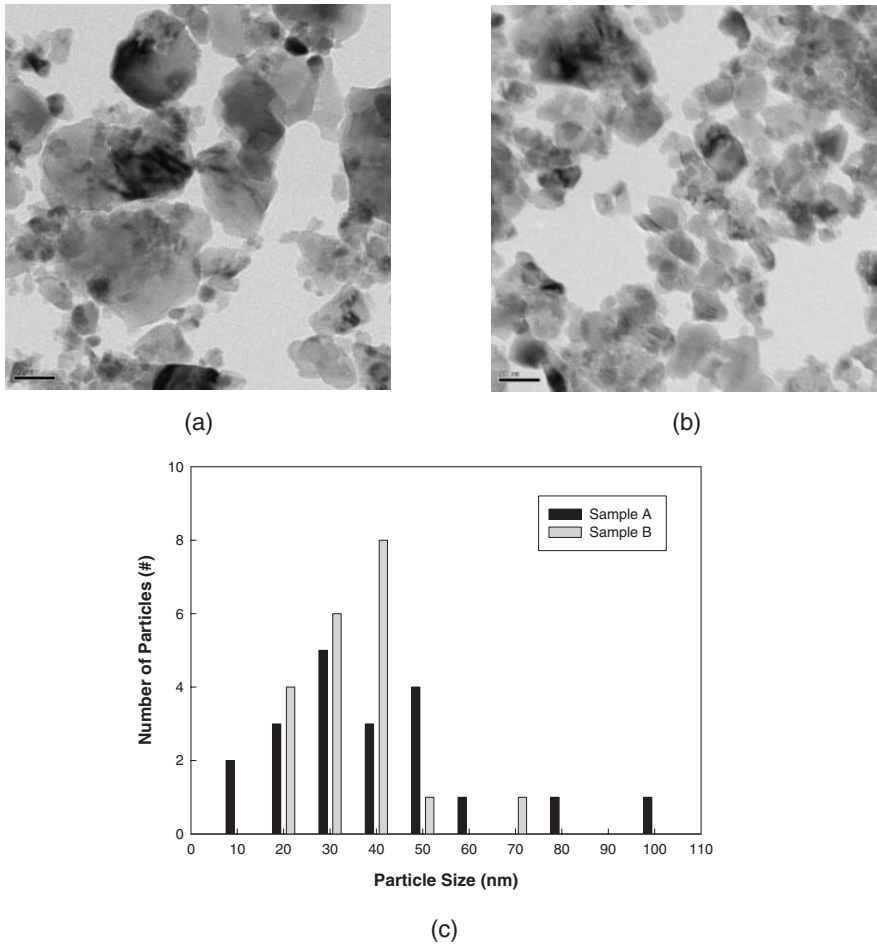 (a)
(b)
10
8
6
4
2
0
Number of Particles (#)
Sample A
Sample B
0 10 20 30 40 50 60 70 80 90 100 110
Particle Size (nm)
(c)